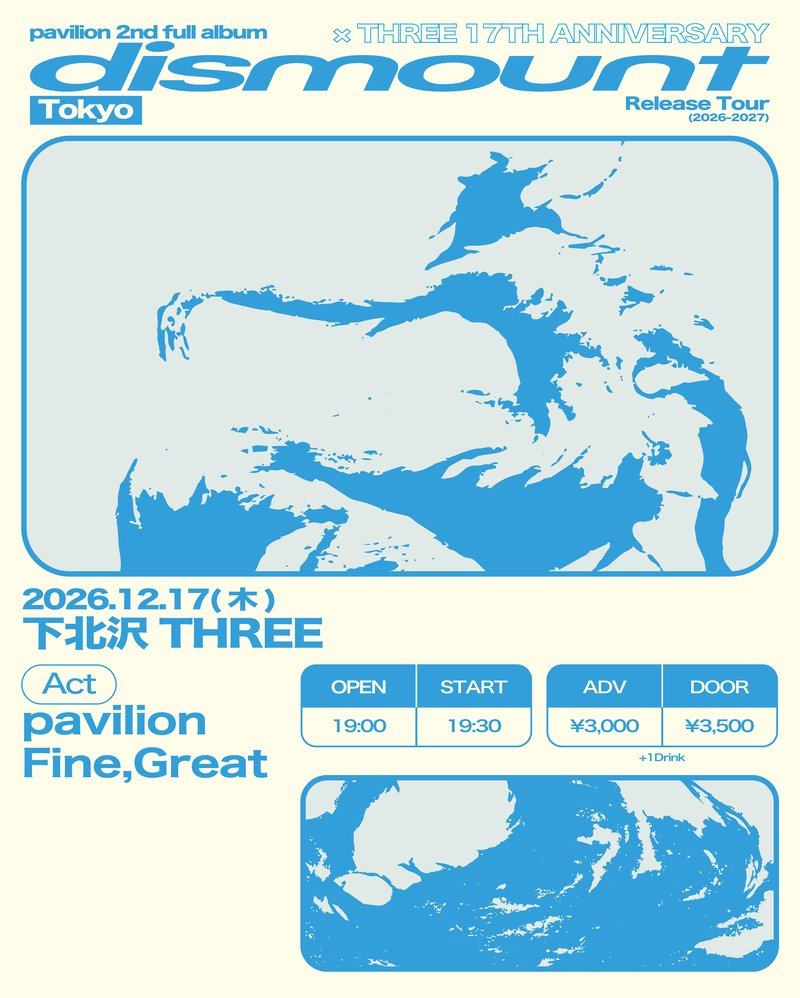 pavilion 2nd full album
× THREE 17TH ANNIVERSARY
dismount
Tokyo
Release Tour
(2026-2027)
2026.12.17(木)
下北沢 THREE
Act
pavilion
Fine,Great
OPEN START
19:00 19:30
ADV DOOR
¥3,000 ¥3,500
+1Drink